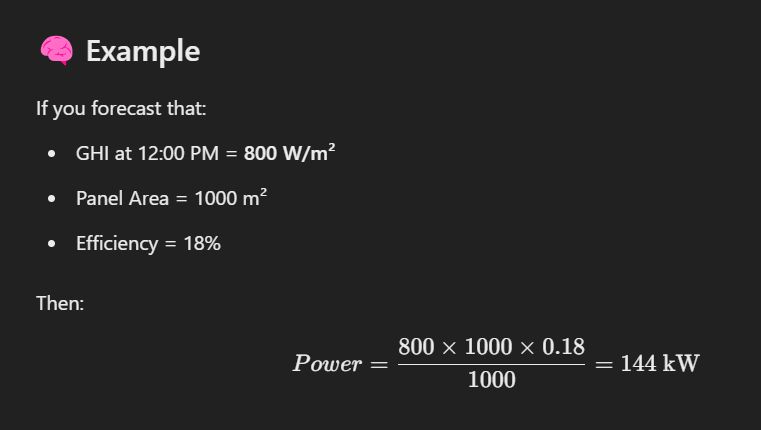 🧠 Example
If you forecast that:
• GHI at 12:00 PM = 800 W/m²
• Panel Area = 1000 m²
• Efficiency = 18%
Then:
Power = 800 × 1000 × 0.18 / 1000 = 144 kW